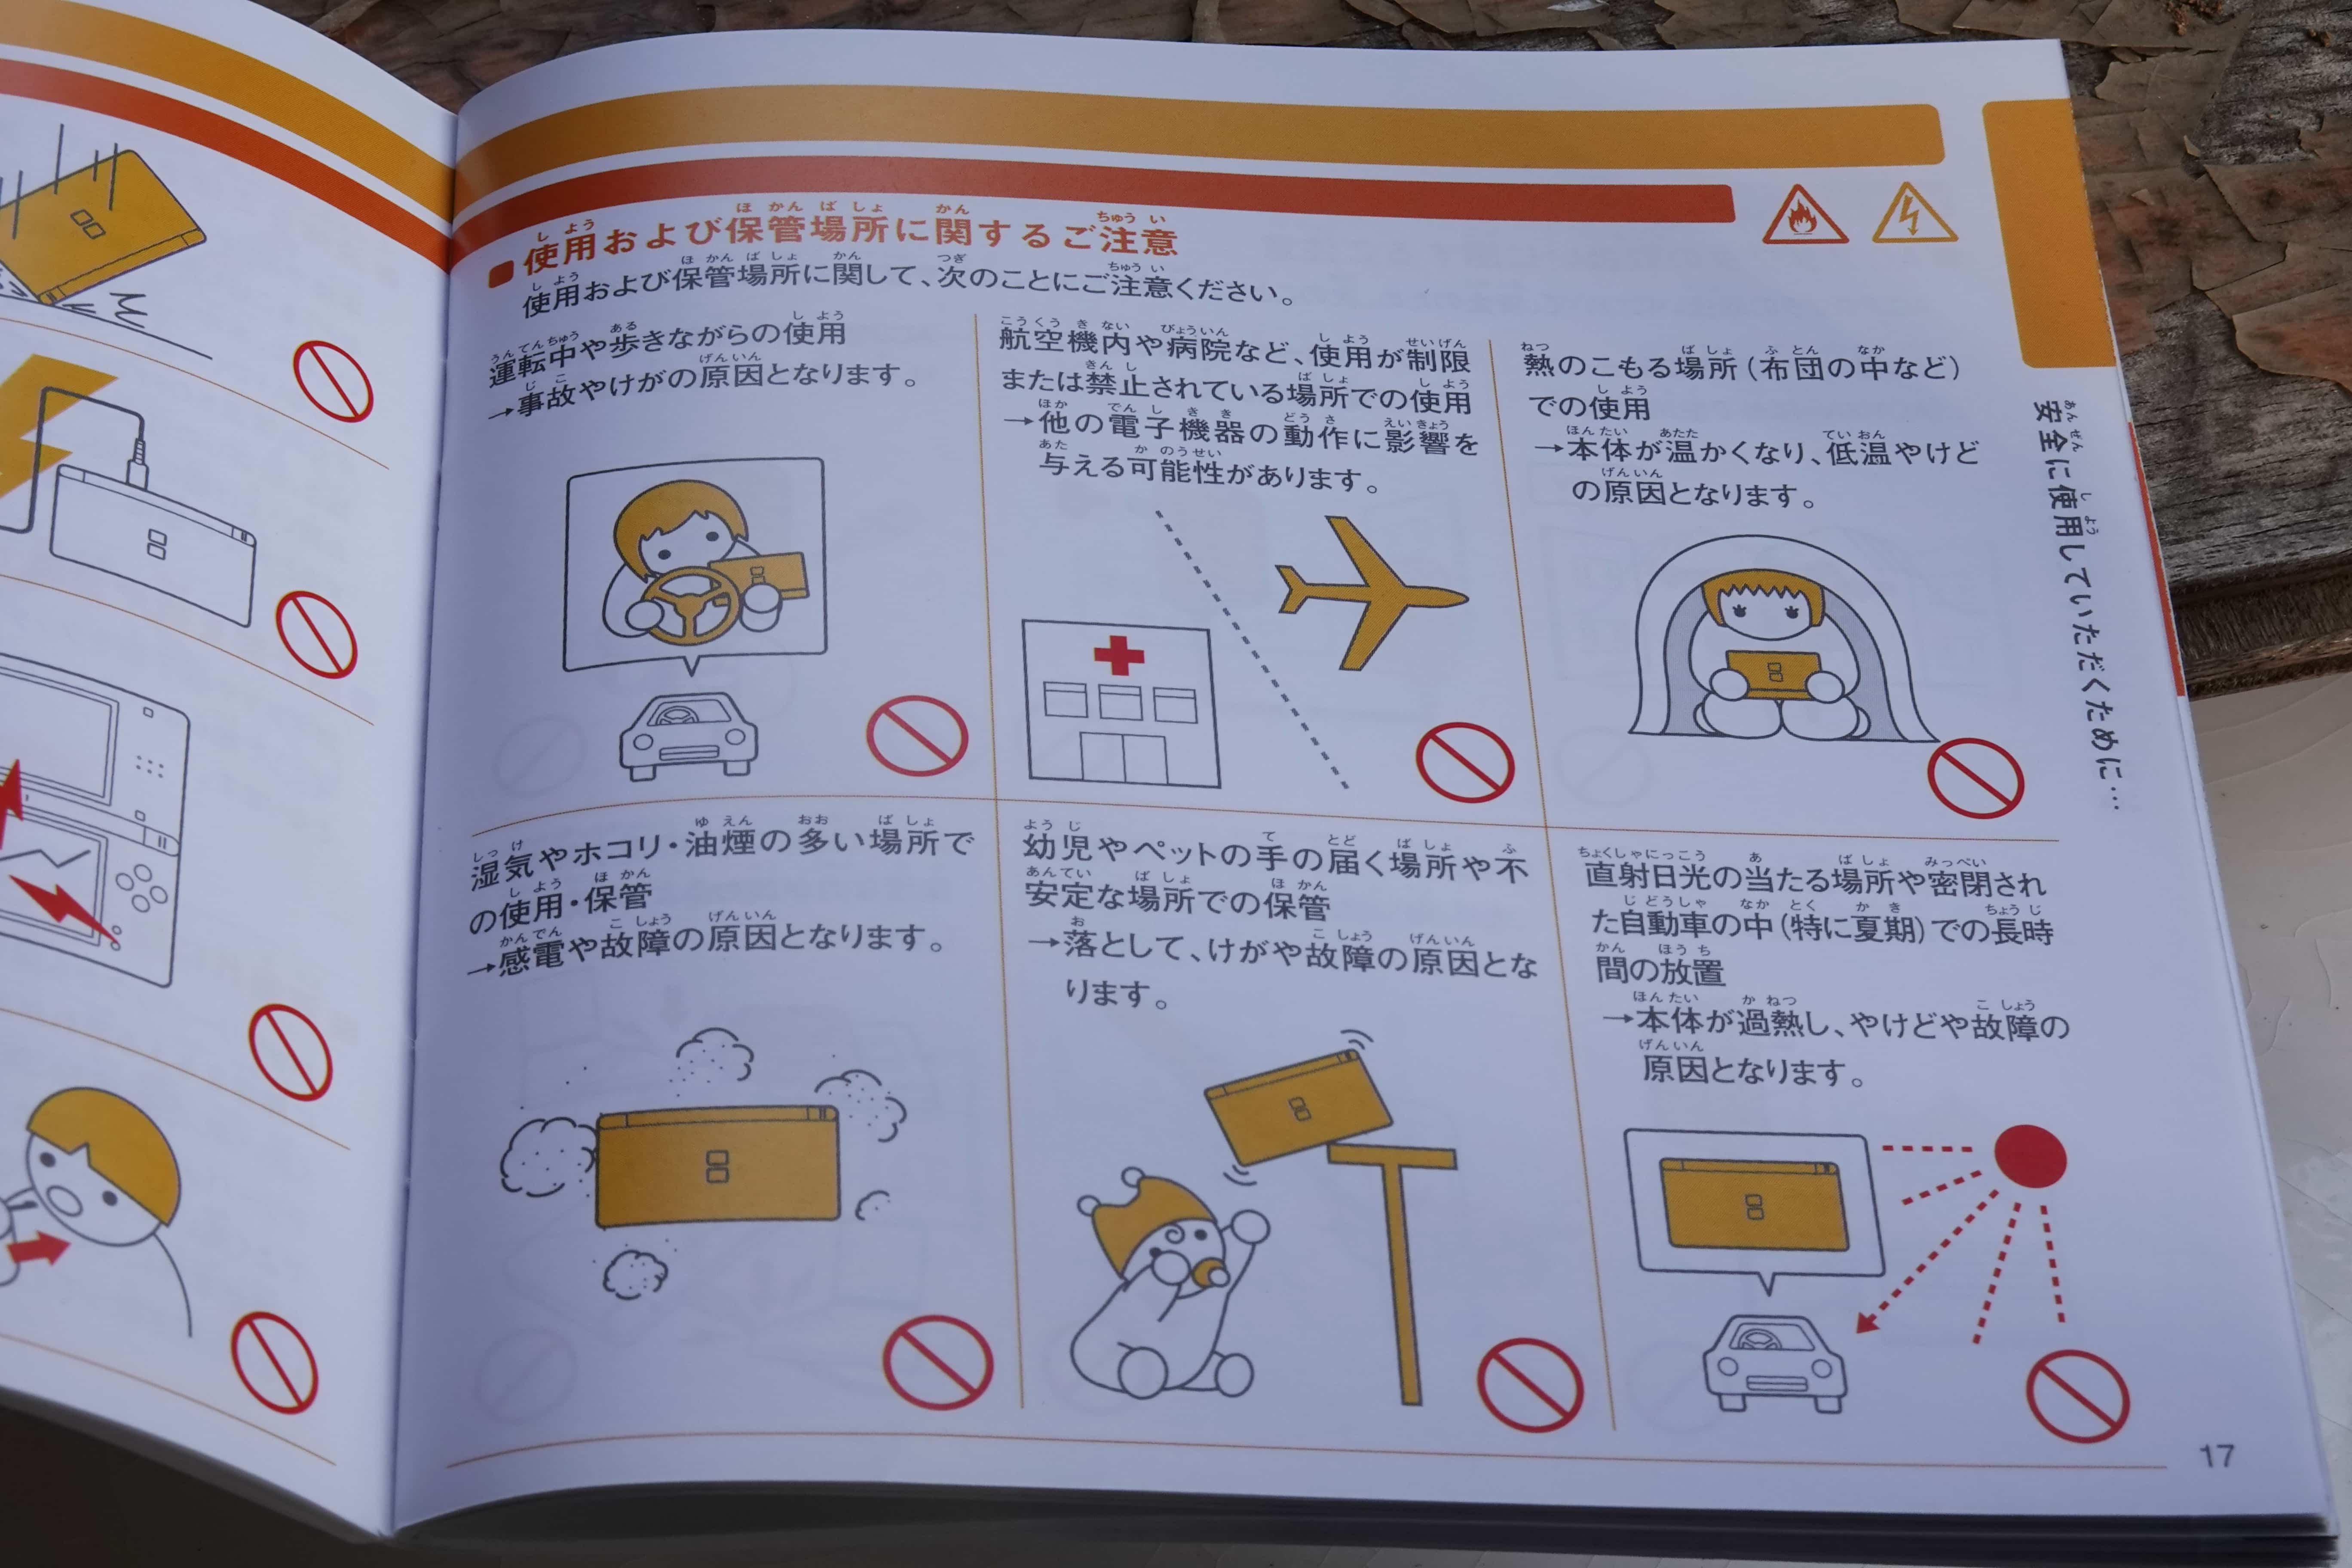 ■使用および保管場所に関するご注意
使用および保管場所に関して、次のことにご注意ください。
運転中や歩きながらの使用
→事故やけがの原因となります。
航空機内や病院など、使用が制限
または禁止されている場所での使用
→他の電子機器の動作に影響を
与える可能性があります。
熱のこもる場所（布団の中など）
での使用
→本体が温かくなり、低温やけど
の原因となります。
湿気やホコリ・油煙の多い場所で
の使用・保管
→感電や故障の原因となります。
幼児やペットの手の届く場所や不
安定な場所での保管
→落として、けがや故障の原因とな
ります。
直射日光の当たる場所や密閉され
た自動車の中（特に夏期）での長時
間の放置
→本体が過熱し、やけどや故障の
原因となります。
安全に使用していただくために…
17